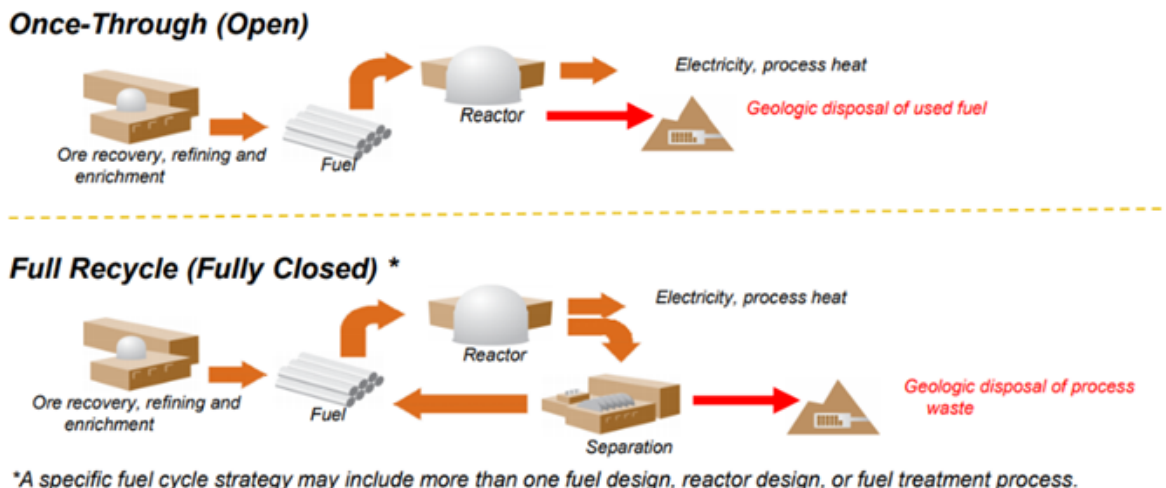 Once-Through (Open)
Electricity, process heat
Geologic disposal of used fuel
Reactor
Ore recovery, refining and
enrichment
Fuel
Full Recycle (Fully Closed) *
Electricity, process heat
Reactor
Geologic disposal of process
waste
Ore recovery, refining and
enrichment
Fuel
Separation
*A specific fuel cycle strategy may include more than one fuel design, reactor design, or fuel treatment process.